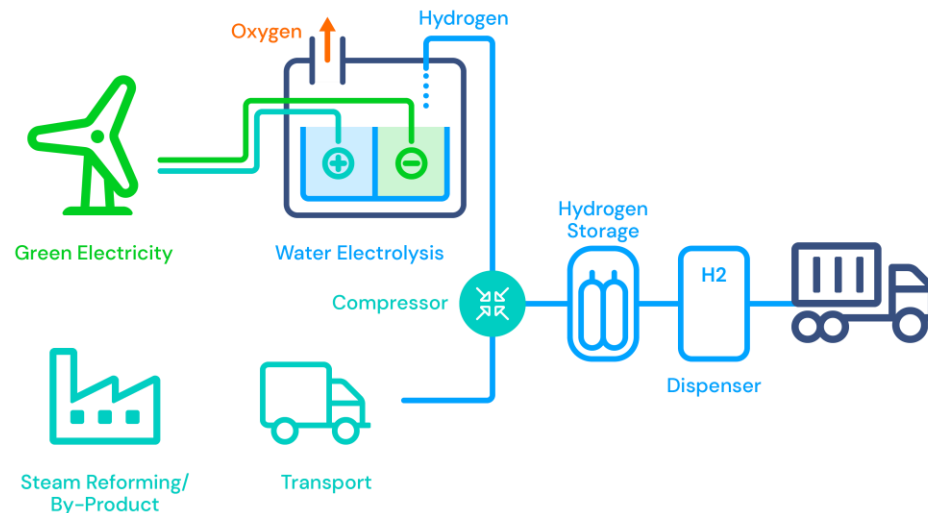 Hydrogen
Oxygen
+
−
Green Electricity
Water Electrolysis
Hydrogen
Storage
Compressor
H2
Dispenser
Steam Reforming/
By-Product
Transport